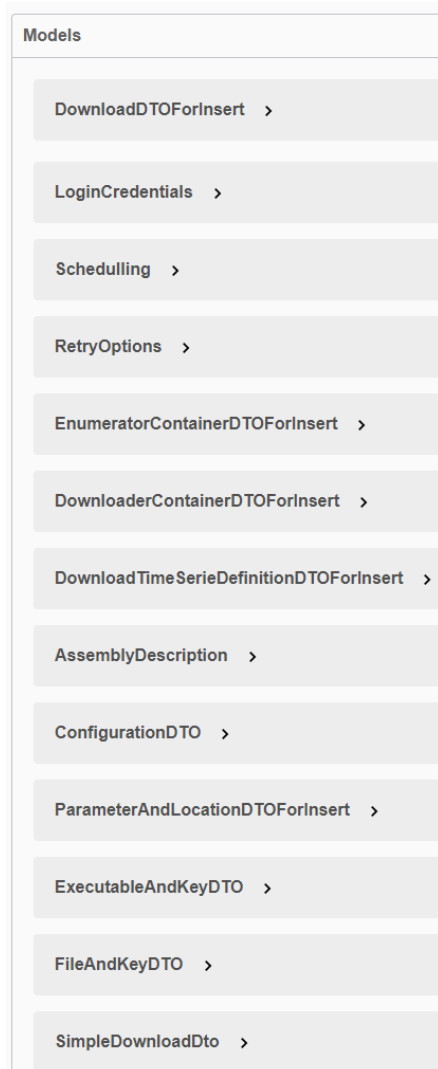 Models
DownloadDTOForInsert
LoginCredentials
Schedulling
RetryOptions
EnumeratorContainerDTOForInsert
DownloaderContainerDTOForInsert
DownloadTimeSerieDefinitionDTOForInsert
AssemblyDescription
ConfigurationDTO
ParameterAndLocationDTOForInsert
ExecutableAndKeyDTO
FileAndKeyDTO
SimpleDownloadDto